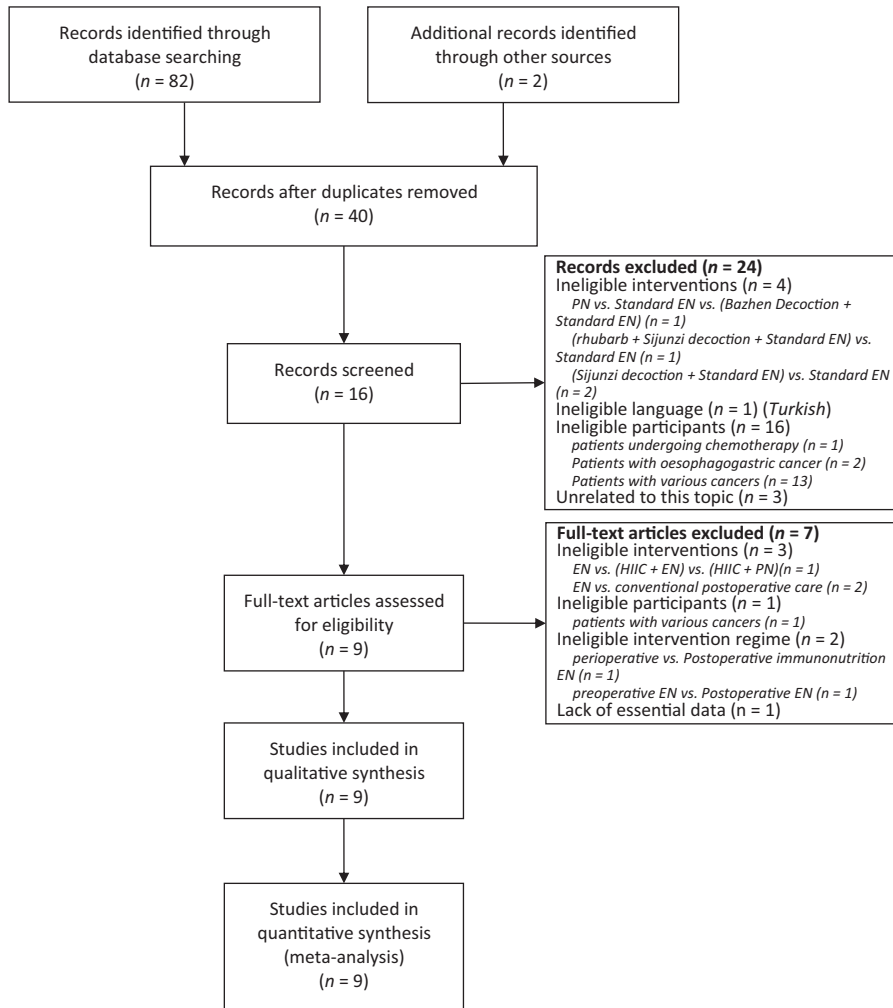 Records identified through
database searching
(n = 82)
Additional records identified
through other sources
(n = 2)
Records after duplicates removed
(n = 40)
Records screened
(n = 16)
Records excluded (n = 24)
Ineligible interventions (n = 4)
PN vs. Standard EN vs. (Bazhen Decoction +
Standard EN) (n = 1)
(rhubarb + Sijunzi decoction + Standard EN) vs.
Standard EN (n = 1)
(Sijunzi decoction + Standard EN) vs. Standard EN
(n = 2)
Ineligible language (n = 1) (Turkish)
Ineligible participants (n = 16)
patients undergoing chemotherapy (n = 1)
Patients with oesophagogastric cancer (n = 2)
Patients with various cancers (n = 13)
Unrelated to this topic (n = 3)
Full-text articles assessed
for eligibility
(n = 9)
Full-text articles excluded (n = 7)
Ineligible interventions (n = 3)
EN vs. (HIIC + EN) vs. (HIIC + PN)(n = 1)
EN vs. conventional postoperative care (n = 2)
Ineligible participants (n = 1)
patients with various cancers (n = 1)
Ineligible intervention regime (n = 2)
perioperative vs. Postoperative immunonutrition
EN (n = 1)
preoperative EN vs. Postoperative EN (n = 1)
Lack of essential data (n = 1)
Studies included in
qualitative synthesis
(n = 9)
Studies included in
quantitative synthesis
(meta-analysis)
(n = 9)